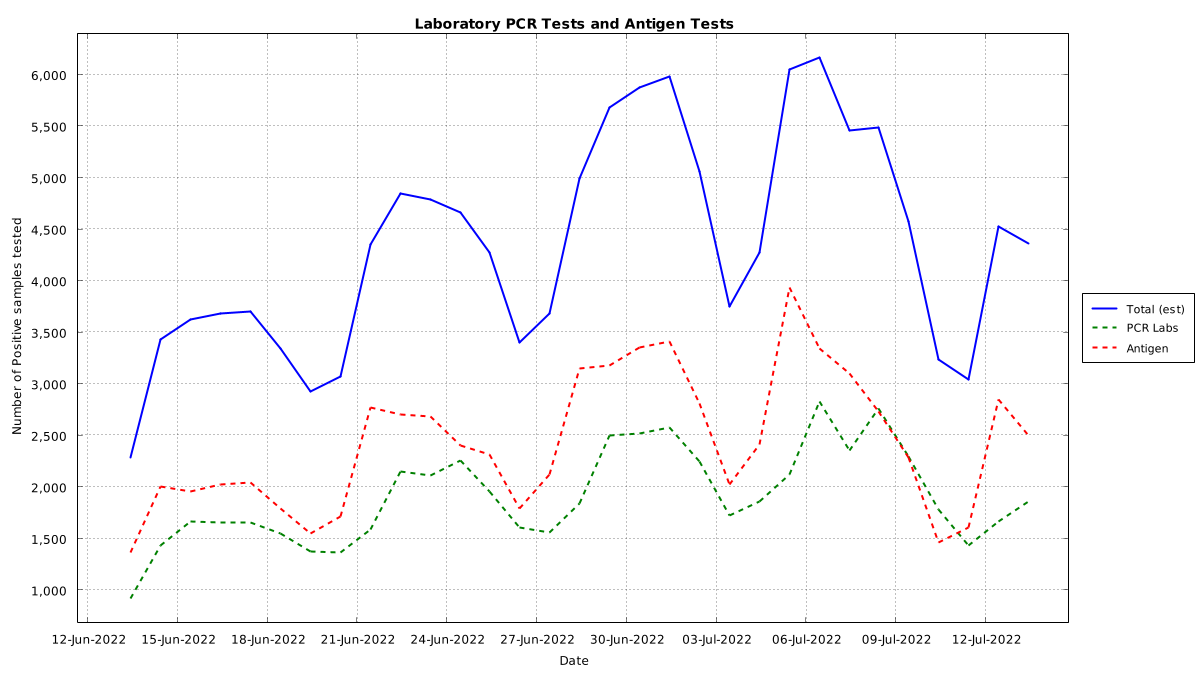 Laboratory PCR Tests and Antigen Tests
Number of Positive samples tested
6,000
5,500
5,000
4,500
4,000
3,500
3,000
2,500
2,000
1,500
1,000
12-Jun-2022 15-Jun-2022 18-Jun-2022 21-Jun-2022 24-Jun-2022 27-Jun-2022 30-Jun-2022 03-Jul-2022 06-Jul-2022 09-Jul-2022 12-Jul-2022
Date
Total (est)
PCR Labs
Antigen